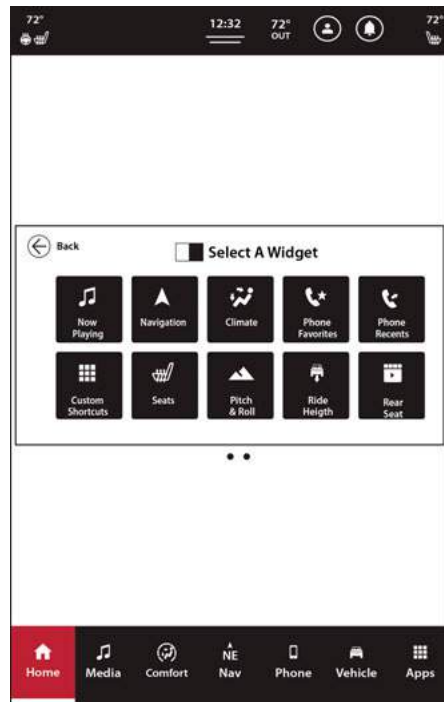 72°
12:32
72°
OUT
72°
Back
Select A Widget
Now
Playing
Navigation
Climate
Phone
Favorites
Phone
Recents
Custom
Shortcuts
Seats
Pitch
& Roll
Ride
Heigth
Rear
Seat
NE
Home
Media
Comfort
Nav
Phone
Vehicle
Apps